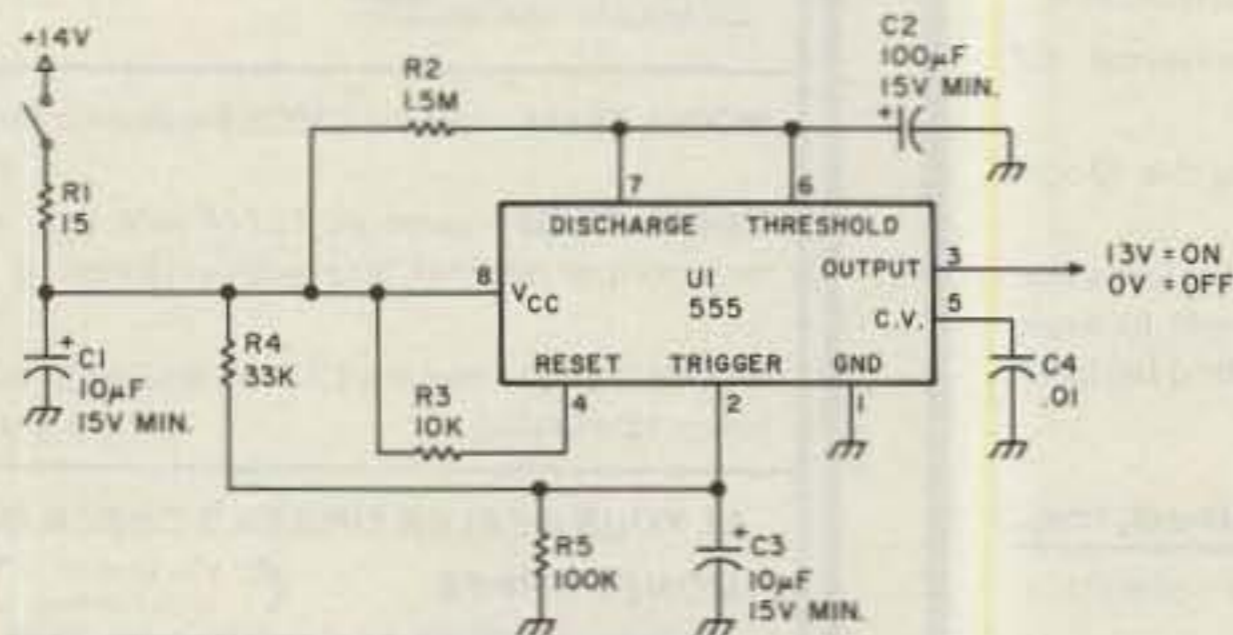 +14V
R1
15
C1
10µF
15V MIN.
R2
1.5M
R4
33K
R3
10K
C2
100µF
15V MIN.
+
7
6
DISCHARGE THRESHOLD
8
VCC
U1
555
OUTPUT
3
13V = ON
0V = OFF
C.V.
5
RESET TRIGGER GND
4
2
1
C4
.01
R5
100K
+
C3
10µF
15V MIN.
+